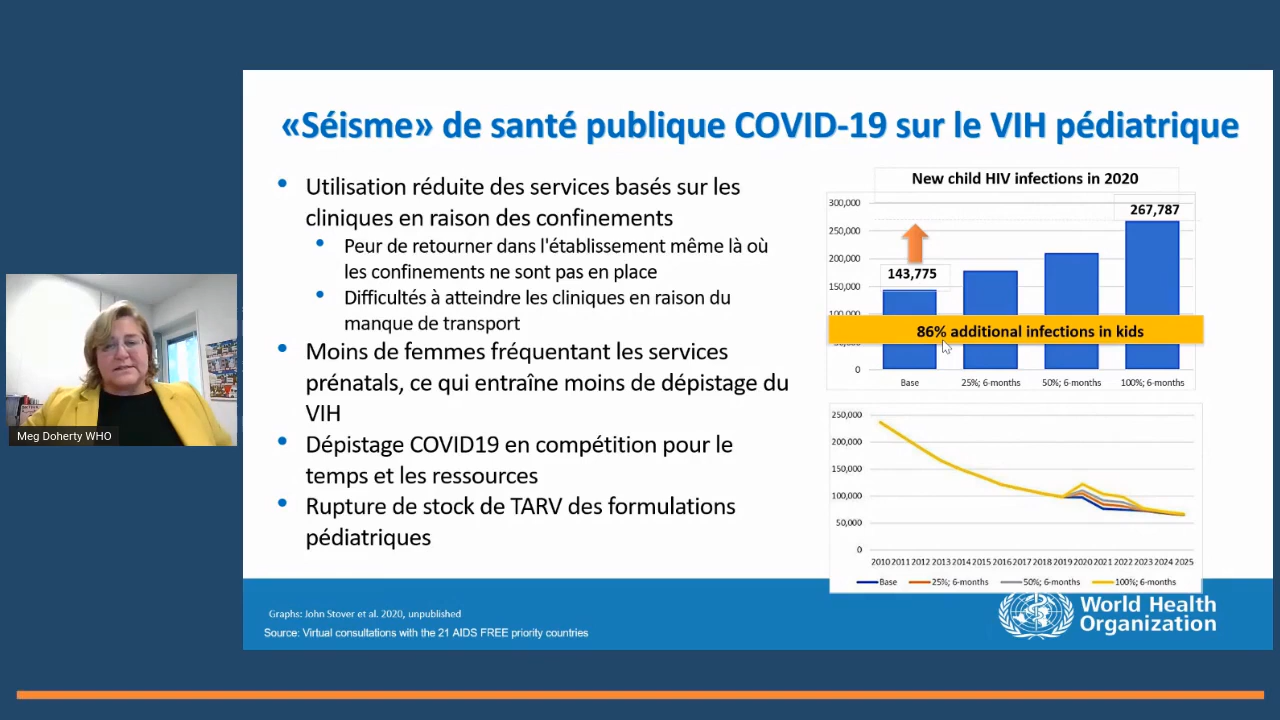 «Séisme» de santé publique COVID-19 sur le VIH pédiatrique
• Utilisation réduite des services basés sur les
cliniques en raison des confinements
• Peur de retourner dans l'établissement même là où
les confinements ne sont pas en place
• Difficultés à atteindre les cliniques en raison du
manque de transport
• Moins de femmes fréquentant les services
prénatals, ce qui entraîne moins de dépistage du
VIH
• Dépistage COVID19 en compétition pour le
temps et les ressources
• Rupture de stock de TARV des formulations
pédiatriques
New child HIV infections in 2020
300,000
250,000
200,000
150,000
100,000
0
143,775
267,787
86% additional infections in kids
Base 25%; 6-months 50%; 6-months 100%; 6-months
250,000
200,000
150,000
100,000
50,000
0
2010 2011 2012 2013 2014 2015 2016 2017 2018 2019 2020 2021 2022 2023 2024 2025
Base 25%; 6-months 50%; 6-months 100%; 6-months
Meg Doherty WHO
Graphs: John Stover et al. 2020, unpublished
Source: Virtual consultations with the 21 AIDS FREE priority countries
World Health
Organization